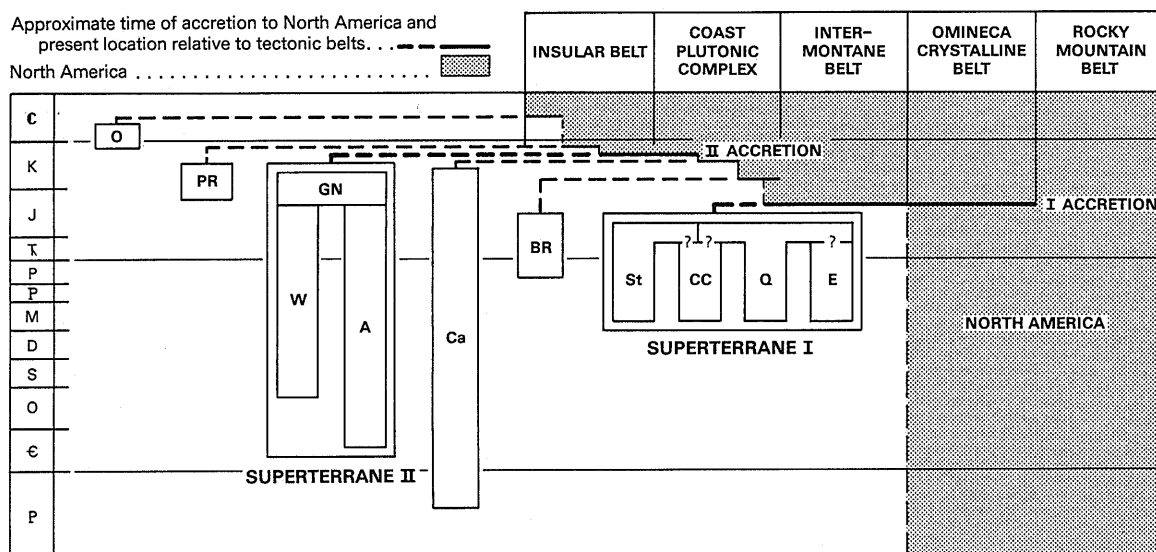 Approximate time of accretion to North America and
present location relative to tectonic belts...
North America ..............................
INSULAR BELT
COAST
PLUTONIC
COMPLEX
INTER-
MONTANE
BELT
OMINECA
CRYSTALLINE
BELT
ROCKY
MOUNTAIN
BELT
Ȼ
K
J
Ŧ
P
P
M
D
S
O
Є
P
O
PR
GN
W
A
Ca
BR
St
? ?
CC
Q
?
E
II ACCRETION
I ACCRETION
NORTH AMERICA
SUPERTERRANE I
SUPERTERRANE II